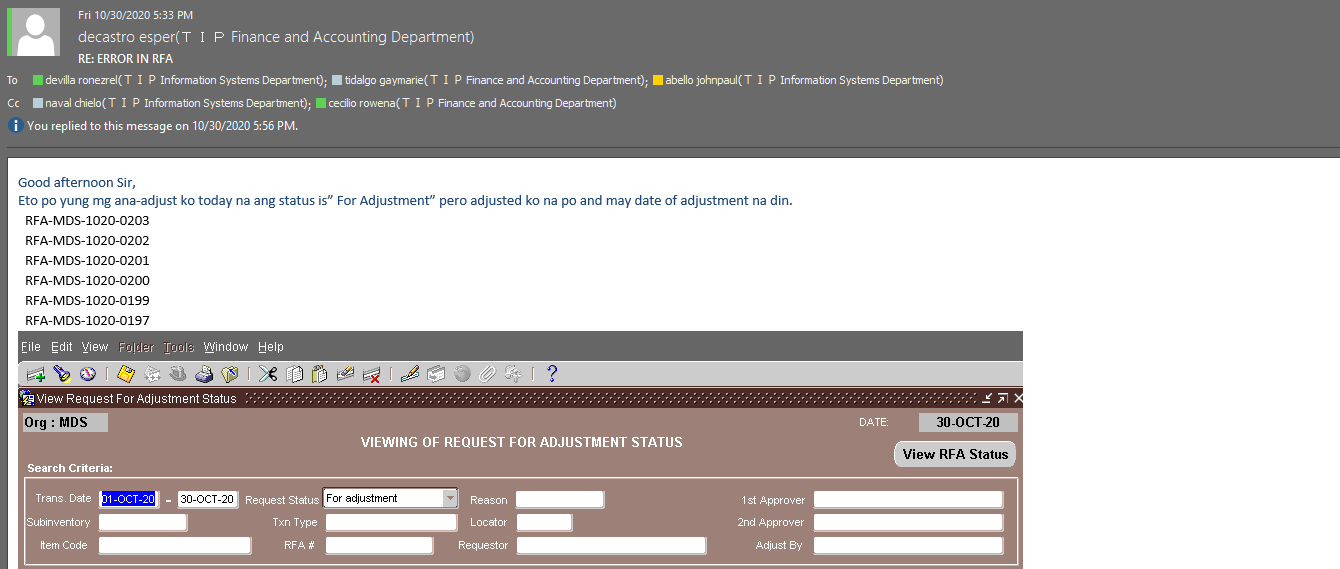 Fri 10/30/2020 5:33 PM
decastro esper(T I P Finance and Accounting Department)
RE: ERROR IN RFA
To devilla ronezrel(T I P Information Systems Department); tidalgo gaymarie(T I P Finance and Accounting Department); abello johnpaul(T I P Information Systems Department)
Cc naval chielo(T I P Information Systems Department); cecilio rowena(T I P Finance and Accounting Department)
You replied to this message on 10/30/2020 5:56 PM.
Good afternoon Sir,
Eto po yung mg ana-adjust ko today na ang status is” For Adjustment” pero adjusted ko na po and may date of adjustment na din.
RFA-MDS-1020-0203
RFA-MDS-1020-0202
RFA-MDS-1020-0201
RFA-MDS-1020-0200
RFA-MDS-1020-0199
RFA-MDS-1020-0197
File Edit View Folder Tools Window Help
View Request For Adjustment Status
Org : MDS DATE: 30-OCT-20
VIEWING OF REQUEST FOR ADJUSTMENT STATUS
View RFA Status
Search Criteria:
Trans. Date 01-OCT-20 - 30-OCT-20 Request Status For adjustment Reason 1st Approver
Subinventory Txn Type Locator 2nd Approver
Item Code RFA # Requestor Adjust By